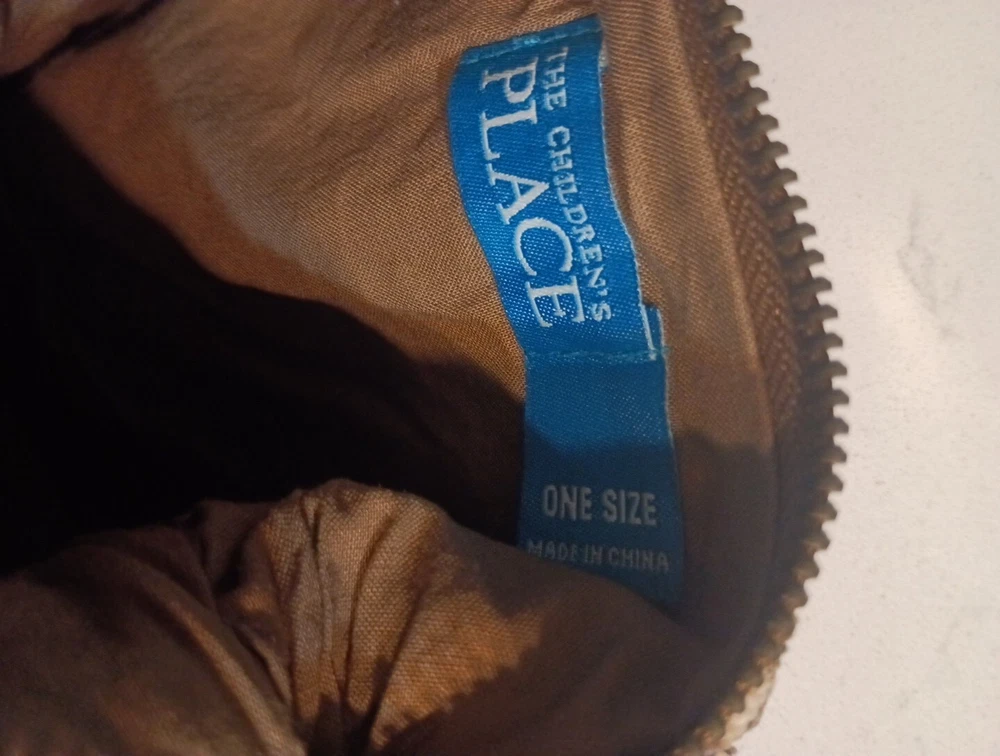 THE CHILDREN'S
PLACE
ONE SIZE
MADE IN CHINA